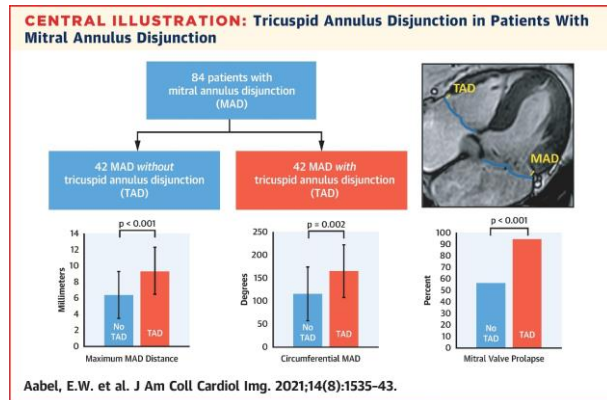 CENTRAL ILLUSTRATION: Tricuspid Annulus Disjunction in Patients With
Mitral Annulus Disjunction
84 patients with
mitral annulus disjunction
(MAD)
42 MAD without
tricuspid annulus disjunction
(TAD)
42 MAD with
tricuspid annulus disjunction
(TAD)
TAD
MAD
p < 0.001
14
12
10
8
6
4
2
0
Millimeters
No
TAD
TAD
Maximum MAD Distance
p = 0.002
250
200
150
100
50
0
Degrees
No
TAD
TAD
Circumferential MAD
p < 0.001
100
90
80
70
60
50
40
30
20
10
0
Percent
No
TAD
TAD
Mitral Valve Prolapse
Aabel, E.W. et al. J Am Coll Cardiol Img. 2021;14(8):1535–43.